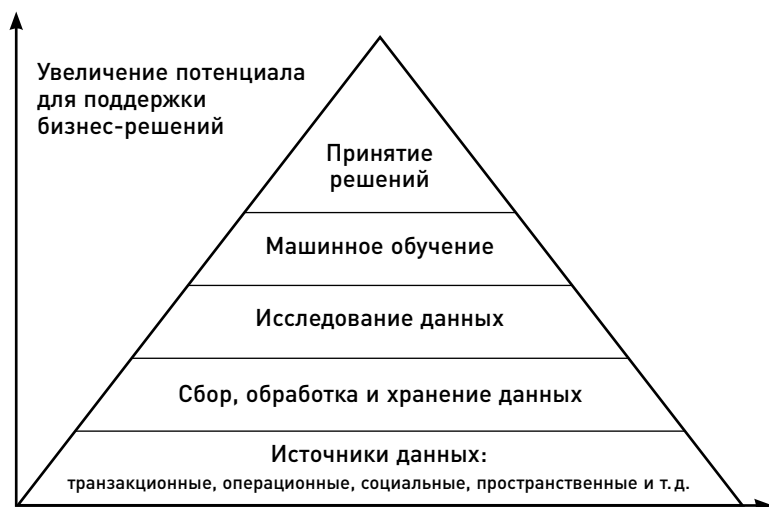 Увеличение потенциала
для поддержки
бизнес-решений
Принятие
решений
Машинное обучение
Исследование данных
Сбор, обработка и хранение данных
Источники данных:
транзакционные, операционные, социальные, пространственные и т. д.